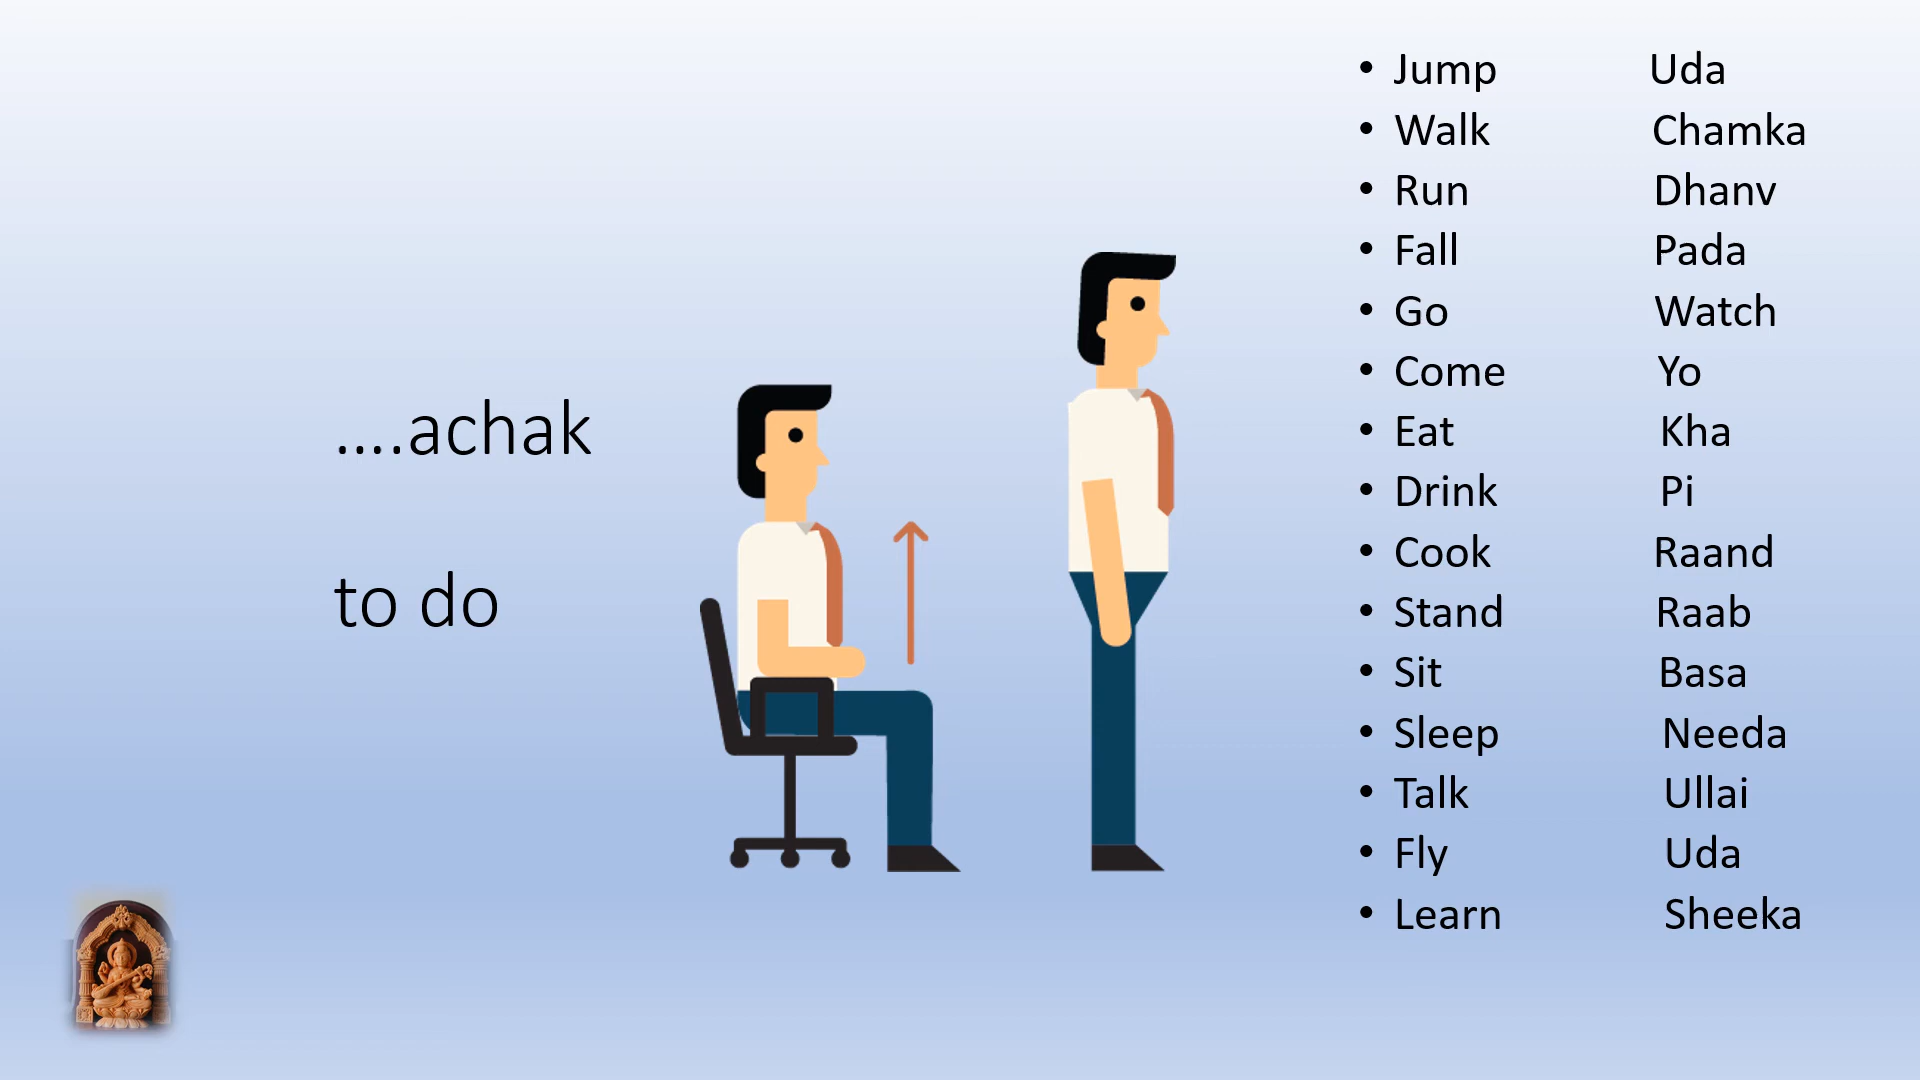 ....achak
to do
• Jump Uda
• Walk Chamka
• Run Dhanv
• Fall Pada
• Go Watch
• Come Yo
• Eat Kha
• Drink Pi
• Cook Raand
• Stand Raab
• Sit Basa
• Sleep Needa
• Talk Ullai
• Fly Uda
• Learn Sheeka